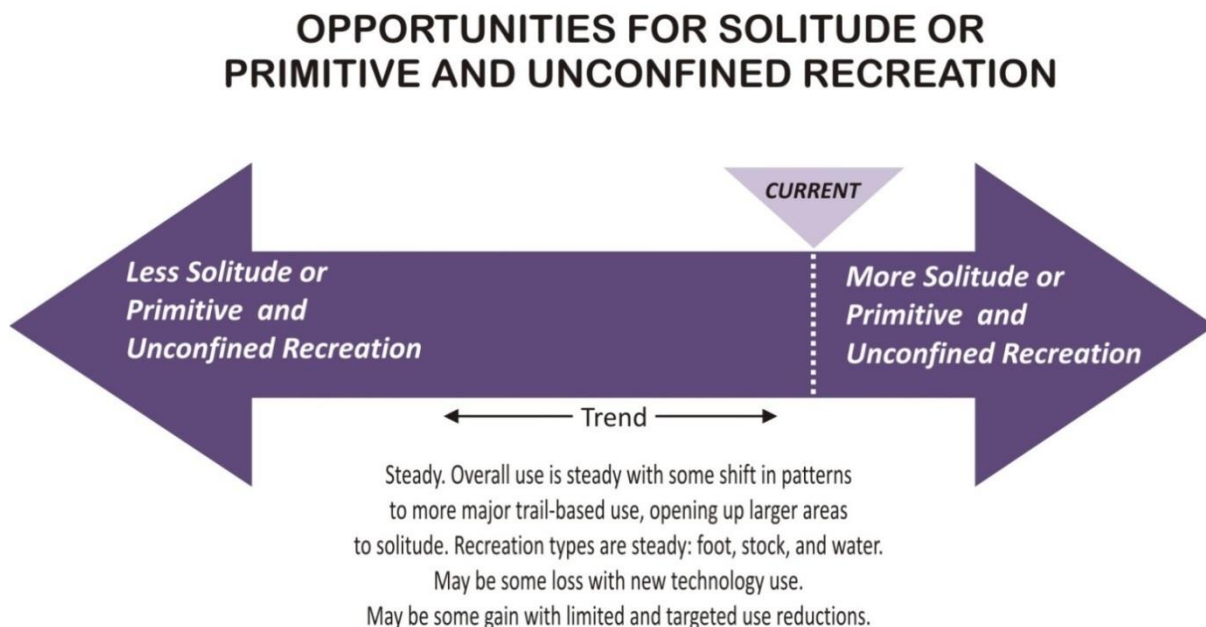 OPPORTUNITIES FOR SOLITUDE OR
PRIMITIVE AND UNCONFINED RECREATION
CURRENT
Less Solitude or
Primitive and
Unconfined Recreation
More Solitude or
Primitive and
Unconfined Recreation
Trend
Steady. Overall use is steady with some shift in patterns
to more major trail-based use, opening up larger areas
to solitude. Recreation types are steady: foot, stock, and water.
May be some loss with new technology use.
May be some gain with limited and targeted use reductions.